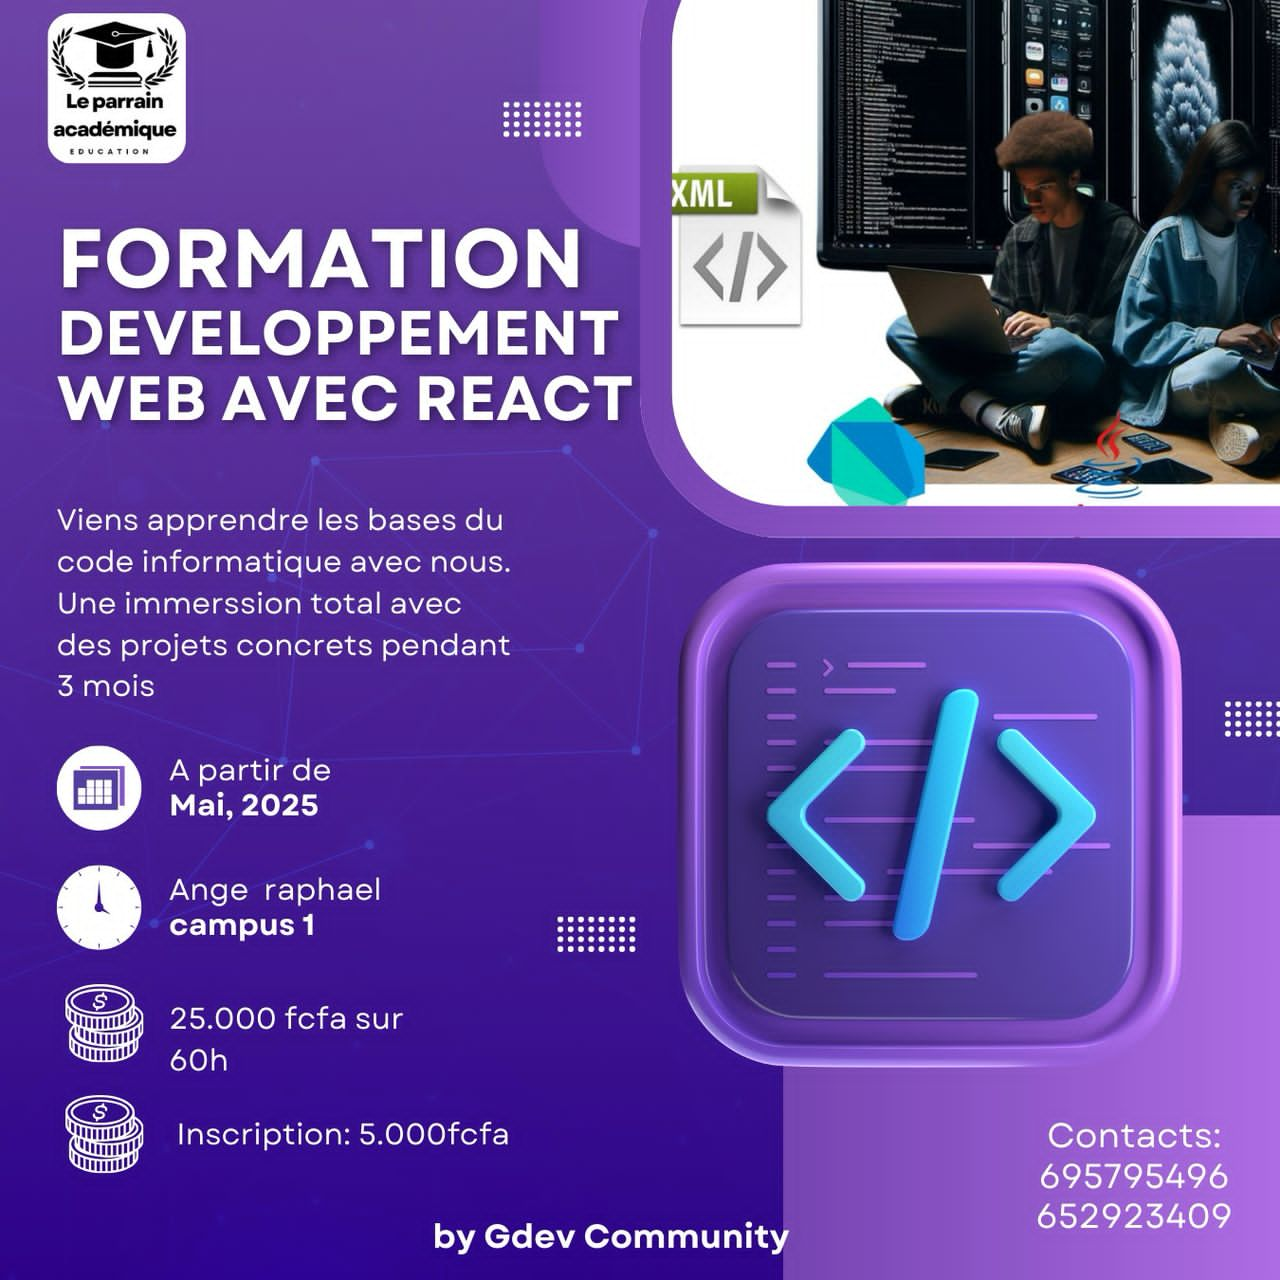 Le parrain
académique
EDUCATION
XML
FORMATION
DEVELOPPEMENT
WEB AVEC REACT
Viens apprendre les bases du
code informatique avec nous.
Une immerssion total avec
des projets concrets pendant
3 mois
A partir de
Mai, 2025
Ange raphael
campus 1
25.000 fcfa sur
60h
Inscription: 5.000fcfa
Contacts:
695795496
652923409
by Gdev Community